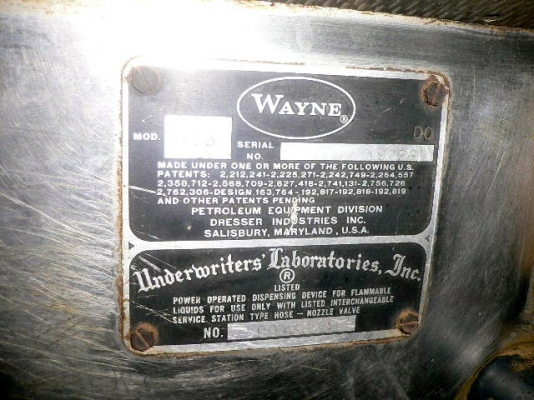 WAYNE
®
MOD.
SERIAL
NO.
DO
MADE UNDER ONE OR MORE OF THE FOLLOWING U.S.
PATENTS: 2,212,241-2,225,271-2,242,749-2,264,557
2,350,712-2,566,709-2,627,418-2,741,131-2,756,726
2,762,306-DESIGN 163,764-192,817-192,818-192,819
AND OTHER PATENTS PENDING
PETROLEUM EQUIPMENT DIVISION
DRESSER INDUSTRIES INC.
SALISBURY, MARYLAND, U.S.A.
Underwriters' Laboratories, Inc.
®
LISTED
POWER OPERATED DISPENSING DEVICE FOR FLAMMABLE
LIQUIDS FOR USE ONLY WITH LISTED INTERCHANGEABLE
SERVICE STATION TYPE HOSE - NOZZLE VALVE
NO.